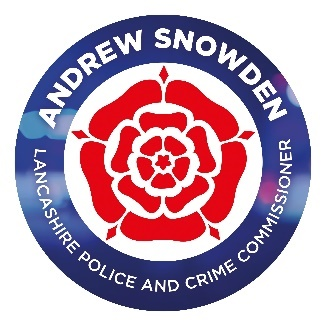 ANDREW SNOWDEN
LANCASHIRE POLICE AND CRIME COMMISSIONER